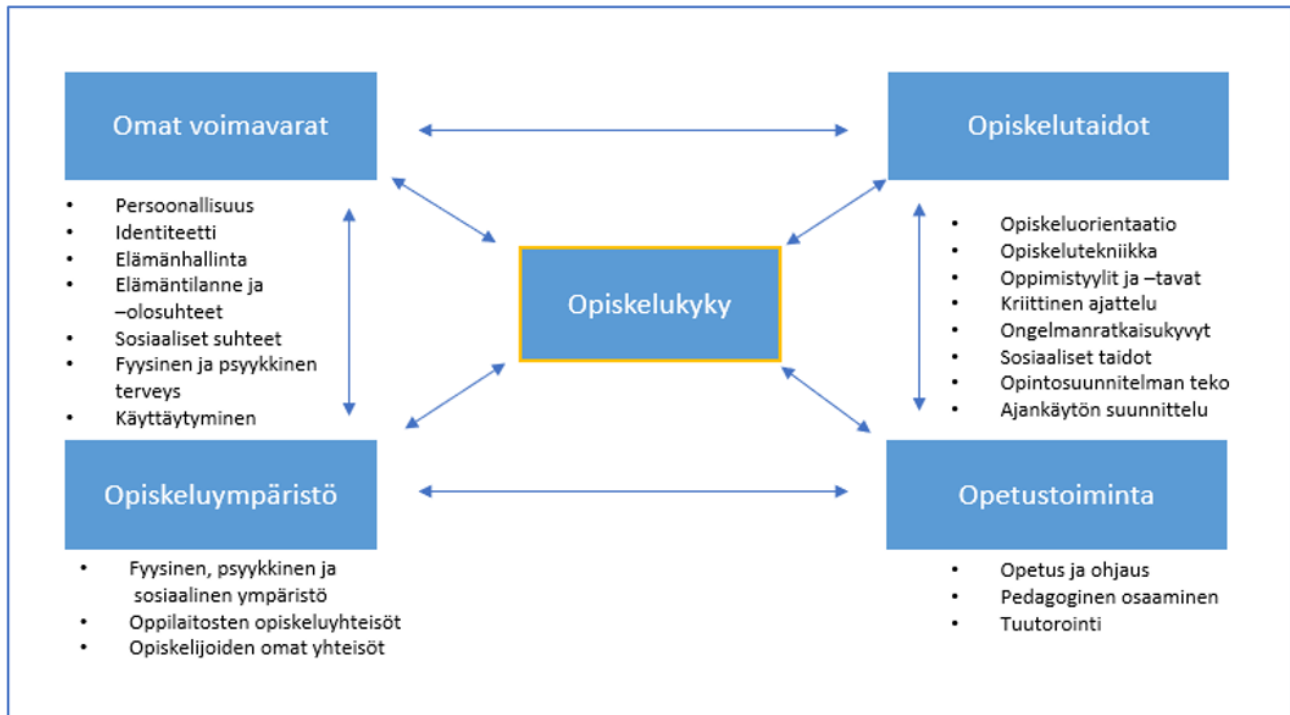 Omat voimavarat
• Persoonallisuus
• Identiteetti
• Elämänhallinta
• Elämäntilanne ja
–olosuhteet
• Sosiaaliset suhteet
• Fyysinen ja psyykkinen
terveys
• Käyttäytyminen
Opiskelutaidot
• Opiskeluorientaatio
• Opiskelutekniikka
• Oppimistyylit ja –tavat
• Kriittinen ajattelu
• Ongelmanratkaisukyvyt
• Sosiaaliset taidot
• Opintosuunnitelman teko
• Ajankäytön suunnittelu
Opiskelukyky
Opiskeluympäristö
• Fyysinen, psyykkinen ja
sosiaalinen ympäristö
• Oppilaitosten opiskeluyhteisöt
• Opiskelijoiden omat yhteisöt
Opetustoiminta
• Opetus ja ohjaus
• Pedagoginen osaaminen
• Tuutorointi